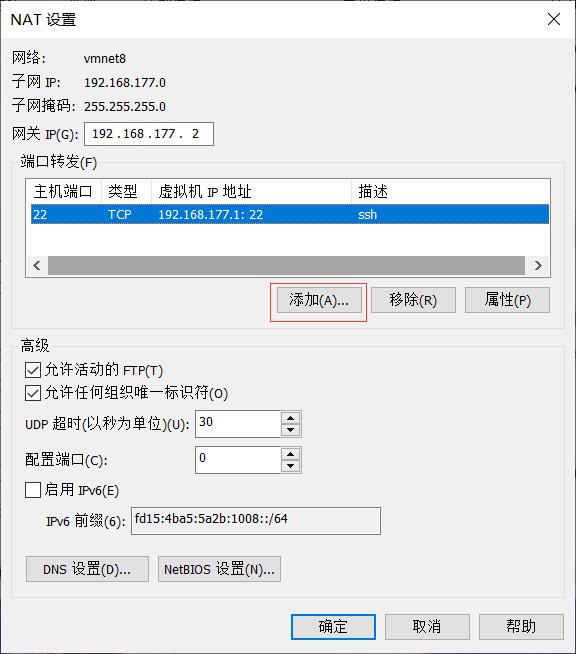 NAT 设置
网络: vmnet8
子网 IP: 192.168.177.0
子网掩码: 255.255.255.0
网关 IP(G): 192 . 168 . 177 . 2
端口转发(F)
主机端口 类型 虚拟机 IP 地址 描述
22 TCP 192.168.177.1: 22 ssh
添加(A)... 移除(R) 属性(P)
高级
允许活动的 FTP(T)
允许任何组织唯一标识符(O)
UDP 超时(以秒为单位)(U): 30
配置端口(C): 0
启用 IPv6(E)
IPv6 前缀(6): fd15:4ba5:5a2b:1008::/64
DNS 设置(D)... NetBIOS 设置(N)...
确定 取消 帮助